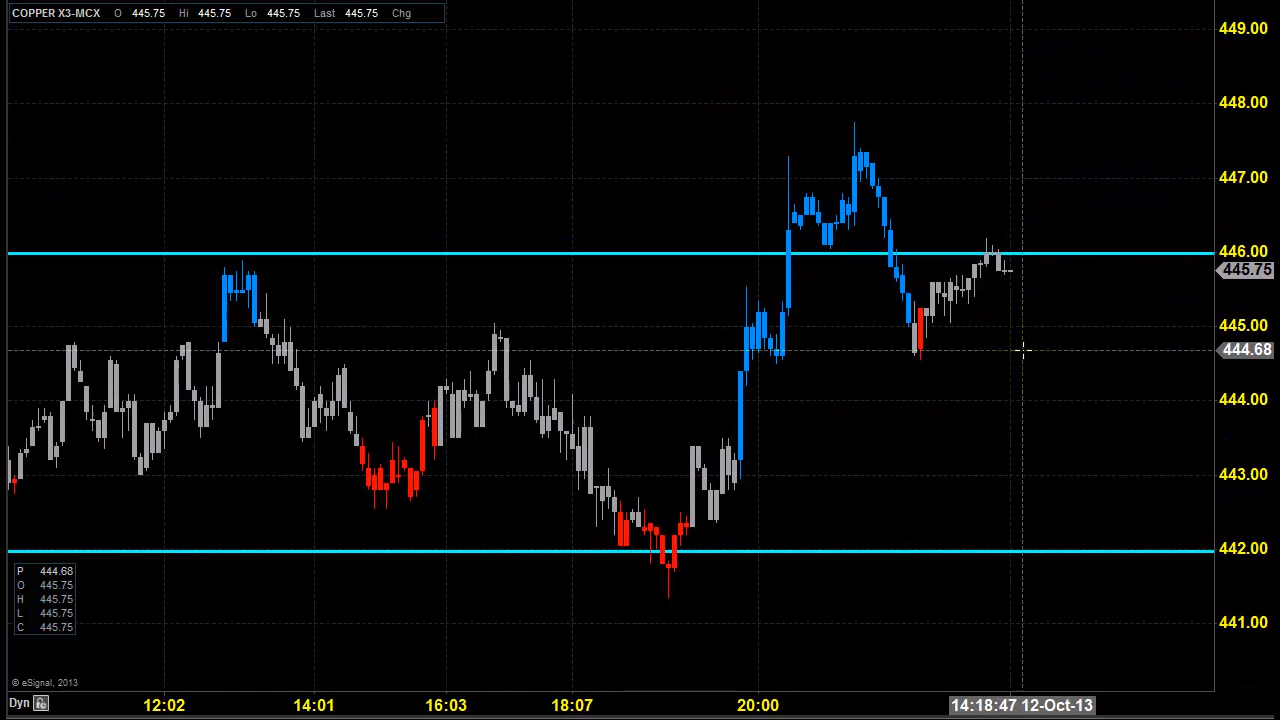 COPPER X3-MCX O 445.75 Hi 445.75 Lo 445.75 Last 445.75 Chg
449.00
448.00
447.00
446.00
445.75
445.00
444.68
444.00
443.00
442.00
441.00
P 444.68
O 445.75
H 445.75
L 445.75
C 445.75
© eSignal, 2013
Dyn 12:02 14:01 16:03 18:07 20:00 14:18:47 12-Oct-13